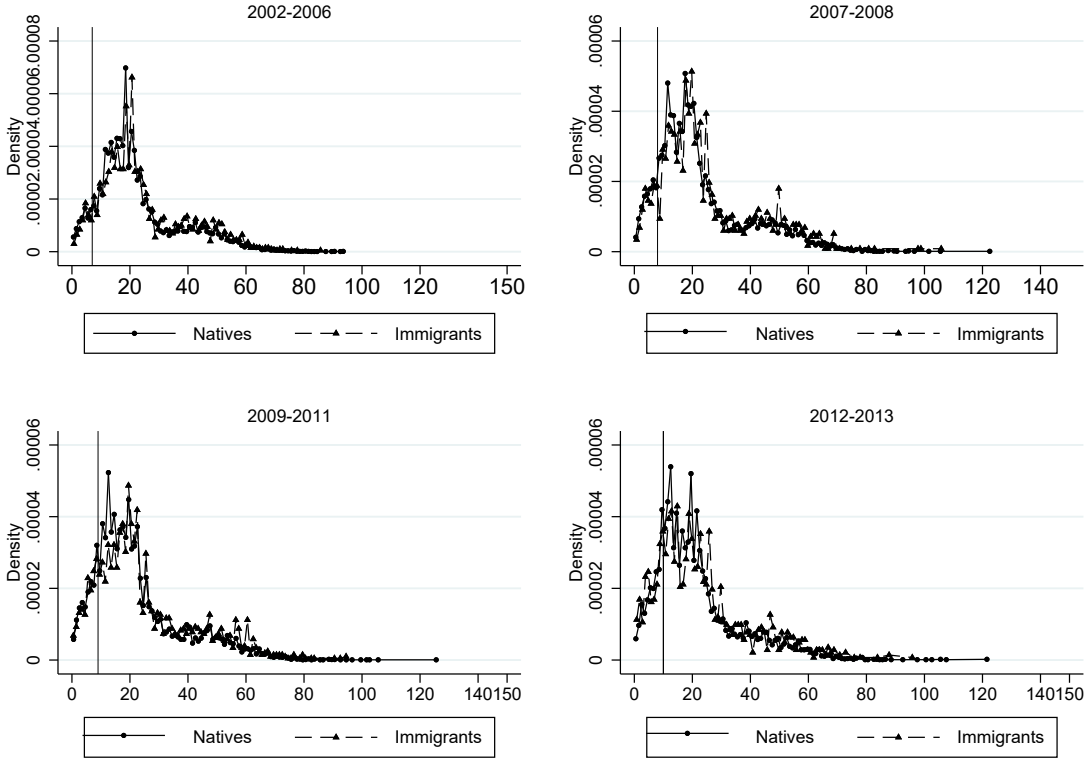 2002-2006
Density
0 .00002 .00004 .00006 .00008
0 20 40 60 80 100 120 150
Natives Immigrants
2007-2008
Density
0 .00002 .00004 .00006
0 20 40 60 80 100 120 140
Natives Immigrants
2009-2011
Density
0 .00002 .00004 .00006
0 20 40 60 80 100 120 140150
Natives Immigrants
2012-2013
Density
0 .00002 .00004 .00006
0 20 40 60 80 100 120 140150
Natives Immigrants